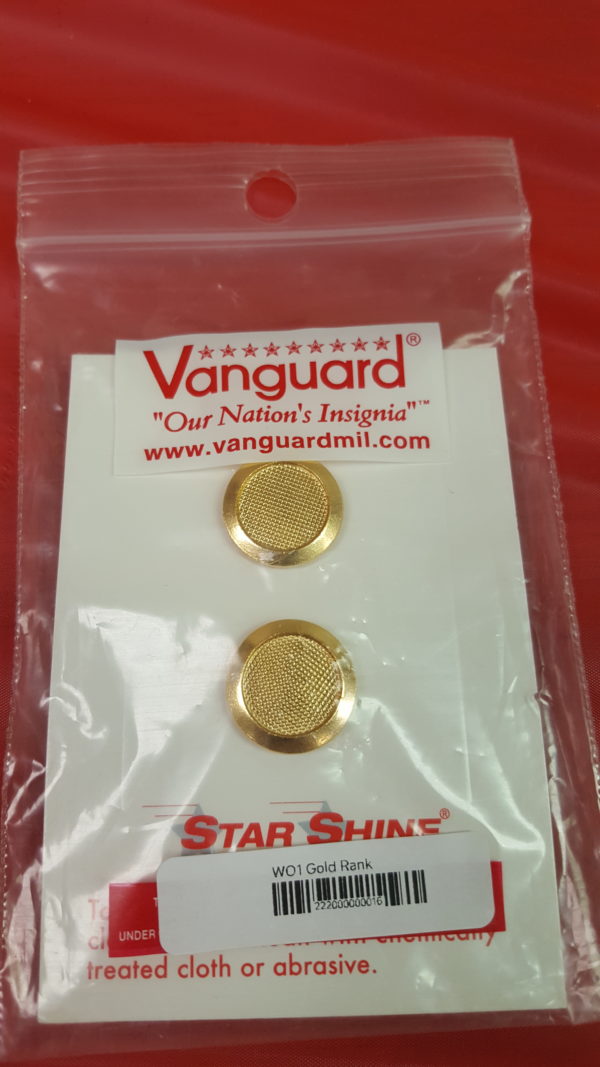 Vanguard®
"Our Nation's Insignia"™
www.vanguardmil.com
STAR SHINE®
WO1 Gold Rank
222000000016
UNDER
chemically
treated cloth or abrasive.